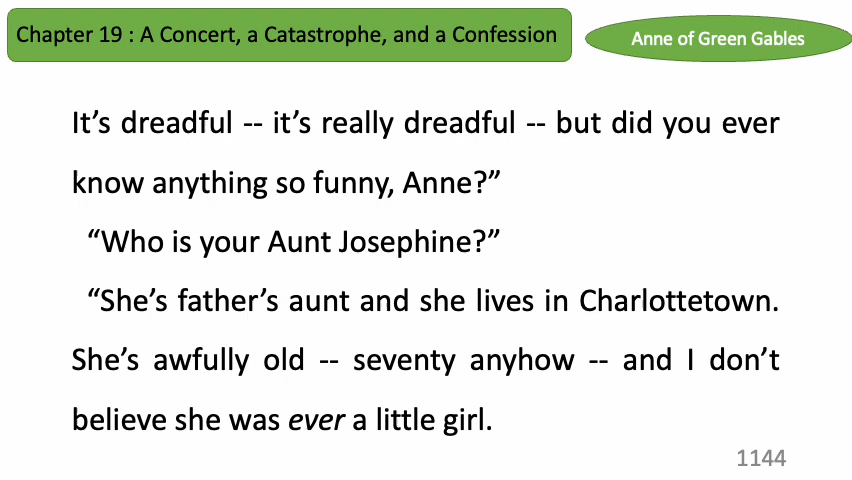 Chapter 19 : A Concert, a Catastrophe, and a Confession
Anne of Green Gables
It’s dreadful -- it’s really dreadful -- but did you ever
know anything so funny, Anne?”
“Who is your Aunt Josephine?”
“She’s father’s aunt and she lives in Charlottetown.
She’s awfully old -- seventy anyhow -- and I don’t
believe she was ever a little girl.
1144